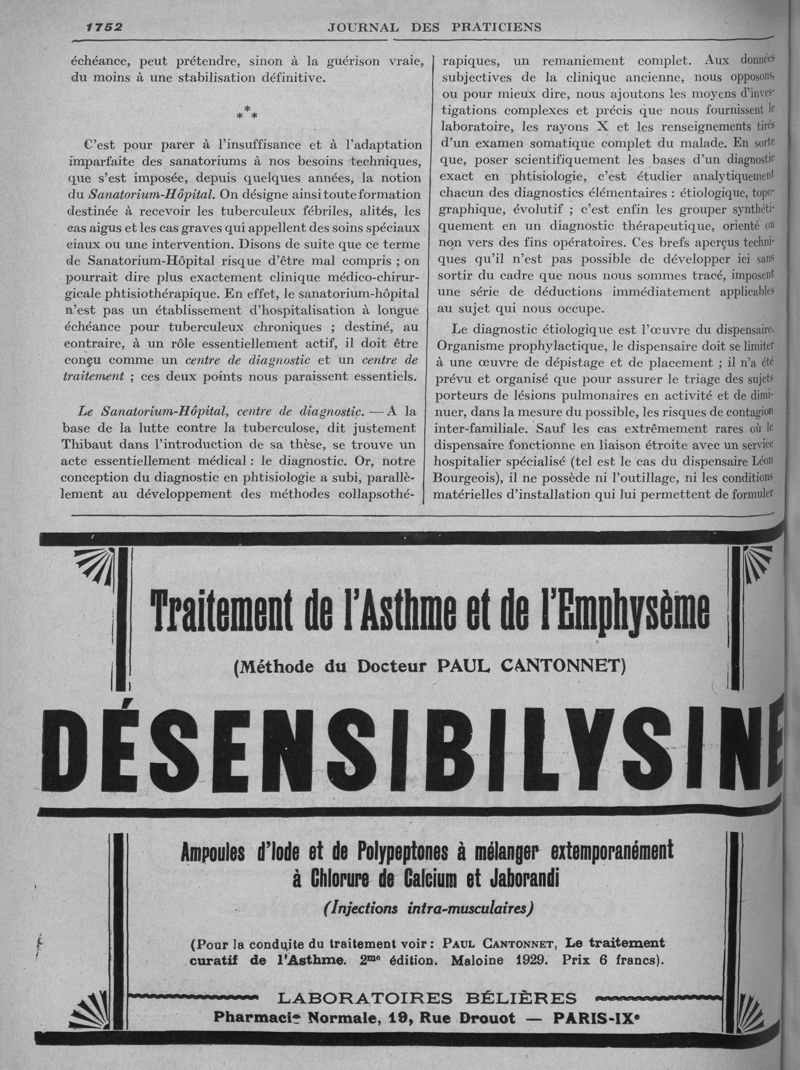 1752
JOURNAL DES PRATICIENS
échéance, peut prétendre, sinon à la guérison vraie,
du moins à une stabilisation définitive.
*
* *
C'est pour parer à l'insuffisance et à l'adaptation
imparfaite des sanatoriums à nos besoins techniques,
que s'est imposée, depuis quelques années, la notion
du Sanatorium-Hôpital. On désigne ainsi toute formation
destinée à recevoir les tuberculeux fébriles, alités, les
cas aigus et les cas graves qui appellent des soins spéciaux
ciaux ou une intervention. Disons de suite que ce terme
de Sanatorium-Hôpital risque d'être mal compris ; on
pourrait dire plus exactement clinique médico-chirur-
gicale phtisiothérapique. En effet, le sanatorium-hôpital
n'est pas un établissement d'hospitalisation à longue
échéance pour tuberculeux chroniques ; destiné, au
contraire, à un rôle essentiellement actif, il doit être
conçu comme un centre de diagnostic et un centre de
traitement ; ces deux points nous paraissent essentiels.
Le Sanatorium-Hôpital, centre de diagnostic. — A la
base de la lutte contre la tuberculose, dit justement
Thibaut dans l'introduction de sa thèse, se trouve un
acte essentiellement médical : le diagnostic. Or, notre
conception du diagnostic en phtisiologie a subi, parallè-
lement au développement des méthodes collapsothé-
rapiques, un remaniement complet. Aux données
subjectives de la clinique ancienne, nous opposons,
ou pour mieux dire, nous ajoutons les moyens d'inves-
tigations complexes et précis que nous fournissent le
laboratoire, les rayons X et les renseignements tirés
d'un examen somatique complet du malade. En sorte
que, poser scientifiquement les bases d'un diagnostic
exact en phtisiologie, c'est étudier analytiquement
chacun des diagnostics élémentaires : étiologique, topo-
graphique, évolutif ; c'est enfin les grouper synthéti-
quement en un diagnostic thérapeutique, orienté ou
non vers des fins opératoires. Ces brefs aperçus techni-
ques qu'il n'est pas possible de développer ici sans
sortir du cadre que nous nous sommes tracé, imposent
une série de déductions immédiatement applicables
au sujet qui nous occupe.
Le diagnostic étiologique est l'œuvre du dispensaire.
Organisme prophylactique, le dispensaire doit se limiter
à une œuvre de dépistage et de placement ; il n'a été
prévu et organisé que pour assurer le triage des sujets
porteurs de lésions pulmonaires en activité et de dimi-
nuer, dans la mesure du possible, les risques de contagion
inter-familiale. Sauf les cas extrêmement rares où le
dispensaire fonctionne en liaison étroite avec un service
hospitalier spécialisé (tel est le cas du dispensaire Léon
Bourgeois), il ne possède ni l'outillage, ni les conditions
matérielles d'installation qui lui permettent de formuler
Traitement de l'Asthme et de l'Emphysème
(Méthode du Docteur PAUL CANTONNET)
DÉSENSIBILYSINE
Ampoules d'Iode et de Polypeptones à mélanger extemporanément
à Chlorure de Calcium et Jaborandi
(Injections intra-musculaires)
(Pour la conduite du traitement voir : PAUL CANTONNET, Le traitement
curatif de l'Asthme. 2me édition. Maloine 1929. Prix 6 francs).
LABORATOIRES BÉLIÈRES
Pharmacie Normale, 19, Rue Drouot — PARIS-IXe